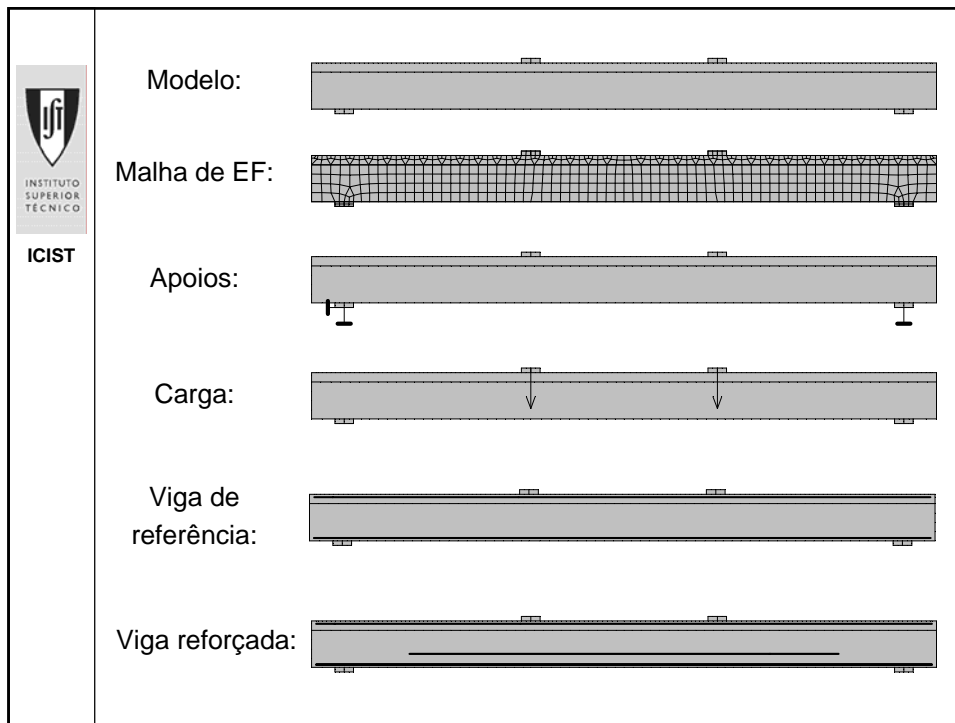 Modelo:
INSTITUTO
SUPERIOR
TÉCNICO
ICIST
Malha de EF:
Apoios:
Carga:
Viga de
referência:
Viga reforçada: